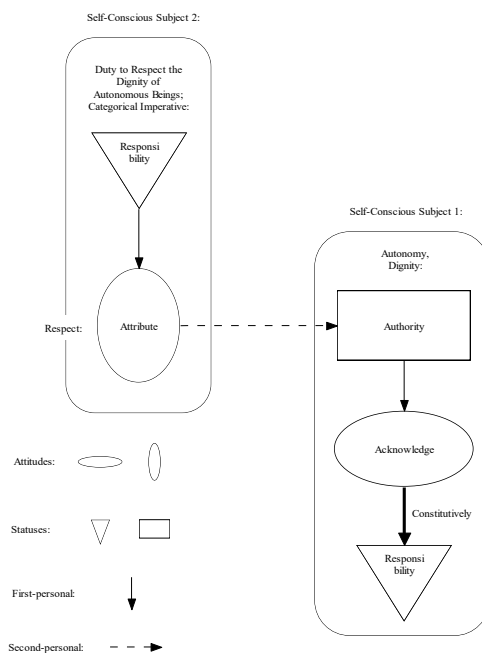 Self-Conscious Subject 2:
Duty to Respect the
Dignity of
Autonomous Beings;
Categorical Imperative:
Responsi
bility
Respect:
Attribute
Self-Conscious Subject 1:
Autonomy,
Dignity:
Authority
Acknowledge
Constitutively
Responsi
bility
Attitudes:
Statuses:
First-personal:
Second-personal: